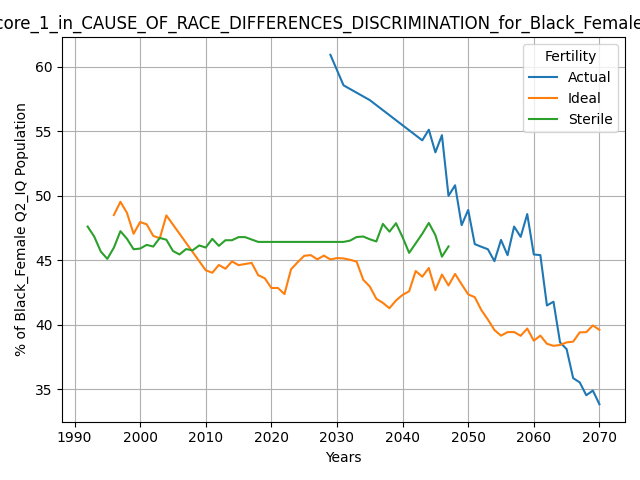 core_1_in_CAUSE_OF_RACE_DIFFERENCES_DISCRIMINATION_for_Black_Female
% of Black_Female Q2_IQ Population
60
55
50
45
40
35
Fertility
Actual
Ideal
Sterile
1990 2000 2010 2020 2030 2040 2050 2060 2070
Years